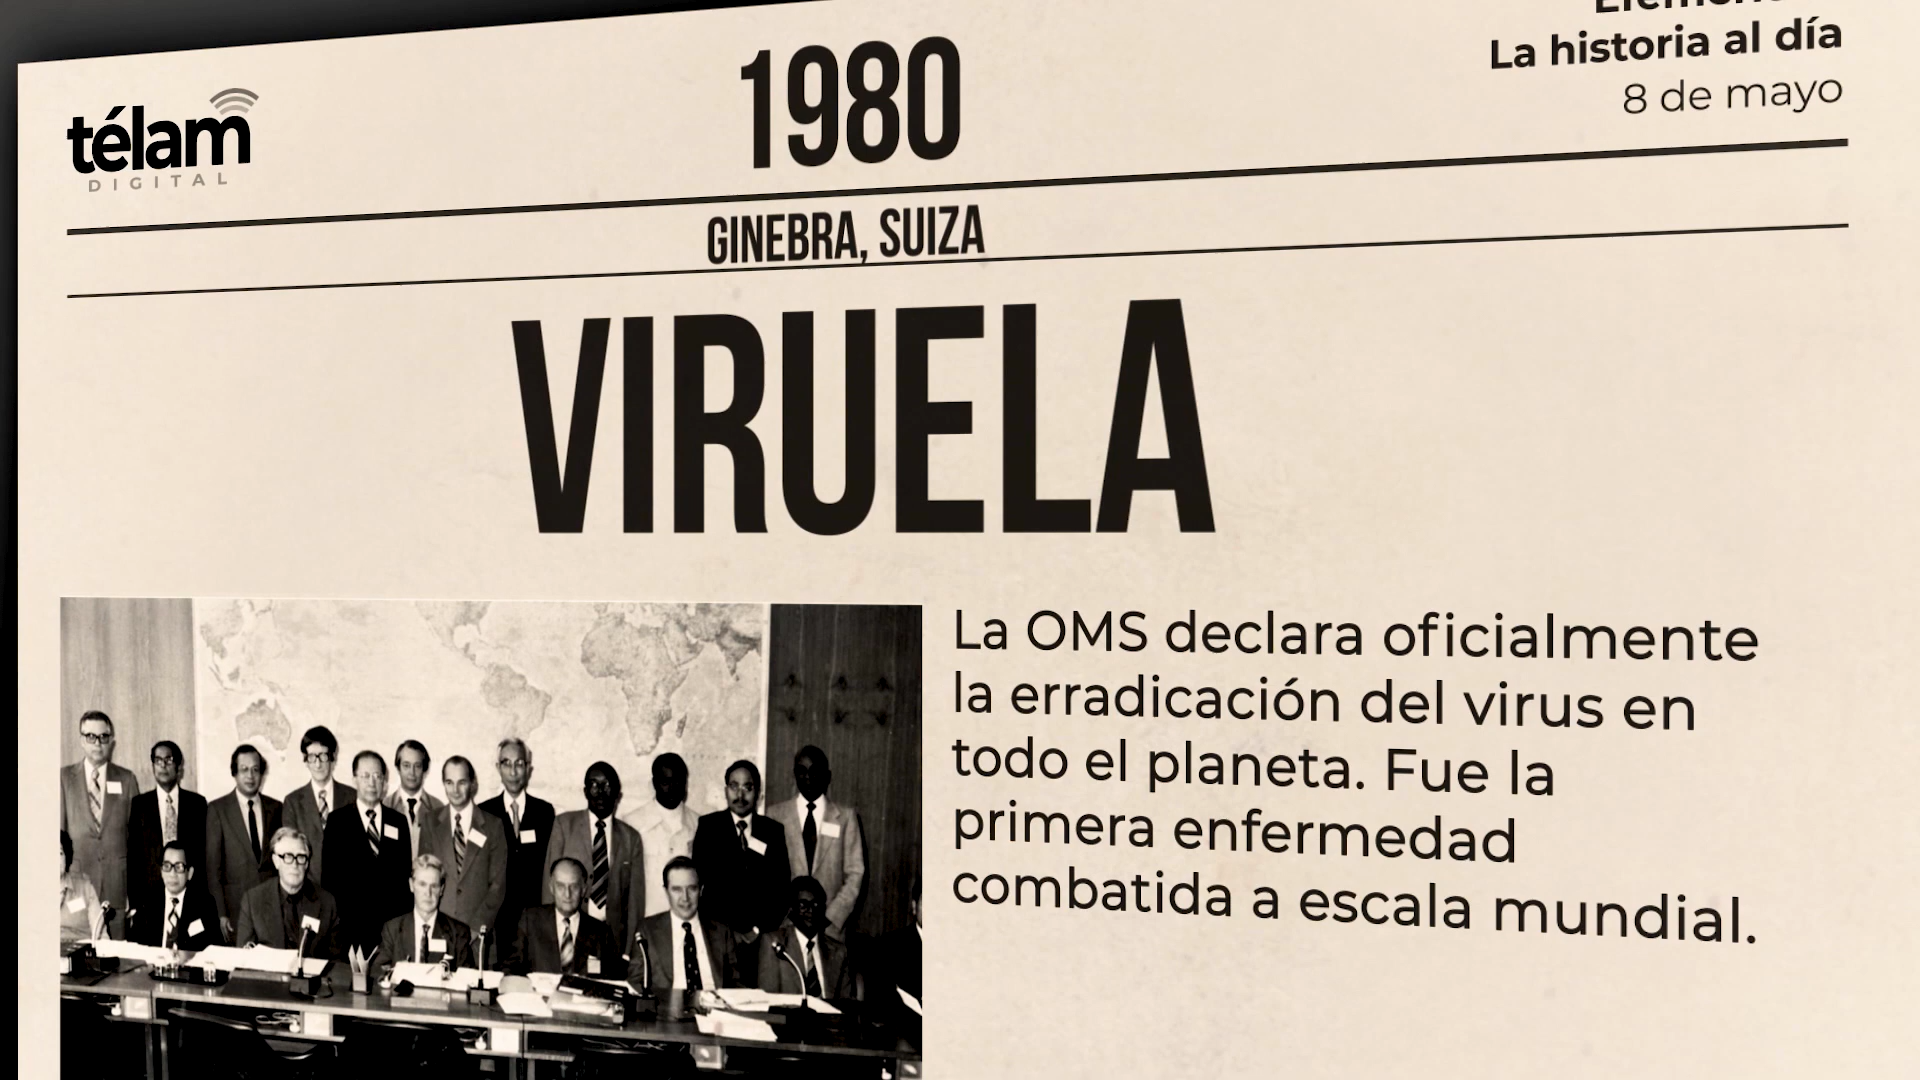 télam
DIGITAL
1980
La historia al día
8 de mayo
GINEBRA, SUIZA
VIRUELA
La OMS declara oficialmente
la erradicación del virus en
todo el planeta. Fue la
primera enfermedad
combatida a escala mundial.